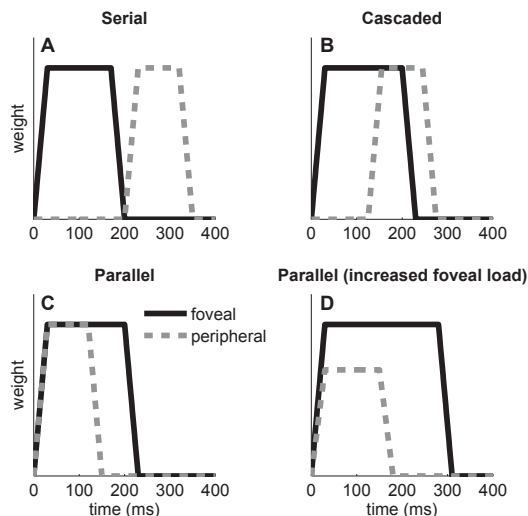 Serial
Cascaded
A
B
weight
0 100 200 300 400
0 100 200 300 400
Parallel
Parallel (increased foveal load)
C
D
foveal
peripheral
weight
0 100 200 300 400
0 100 200 300 400
time (ms)
time (ms)